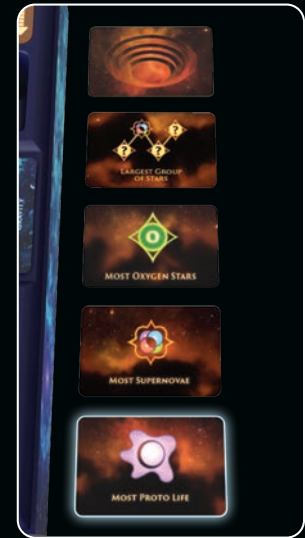 ?
? ?
LARGEST GROUP
OF STARS
O
MOST OXYGEN STARS
MOST SUPERNOVAE
MOST PROTO LIFE